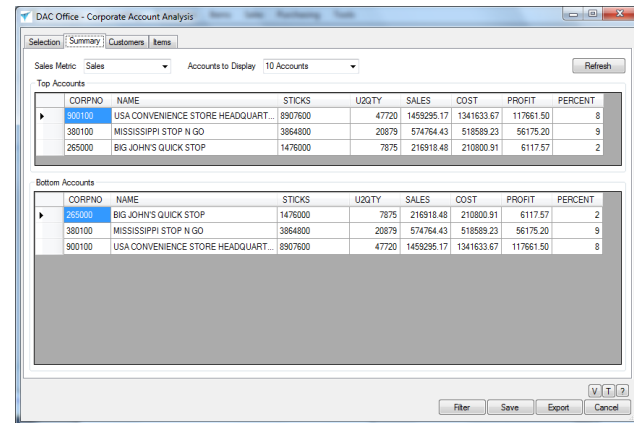 DAC Office - Corporate Account Analysis
Selection Summary Customers Items
Sales Metric Sales Accounts to Display 10 Accounts Refresh
Top Accounts
CORPNO NAME STICKS U2QTY SALES COST PROFIT PERCENT
900100 USA CONVENIENCE STORE HEADQUART... 8907600 47720 1459295.17 1341633.67 117661.50 8
380100 MISSISSIPPI STOP N GO 3864800 20879 574764.43 518589.23 56175.20 9
265000 BIG JOHN'S QUICK STOP 1476000 7875 216918.48 210800.91 6117.57 2
Bottom Accounts
CORPNO NAME STICKS U2QTY SALES COST PROFIT PERCENT
265000 BIG JOHN'S QUICK STOP 1476000 7875 216918.48 210800.91 6117.57 2
380100 MISSISSIPPI STOP N GO 3864800 20879 574764.43 518589.23 56175.20 9
900100 USA CONVENIENCE STORE HEADQUART... 8907600 47720 1459295.17 1341633.67 117661.50 8
V T ?
Filter Save Export Cancel